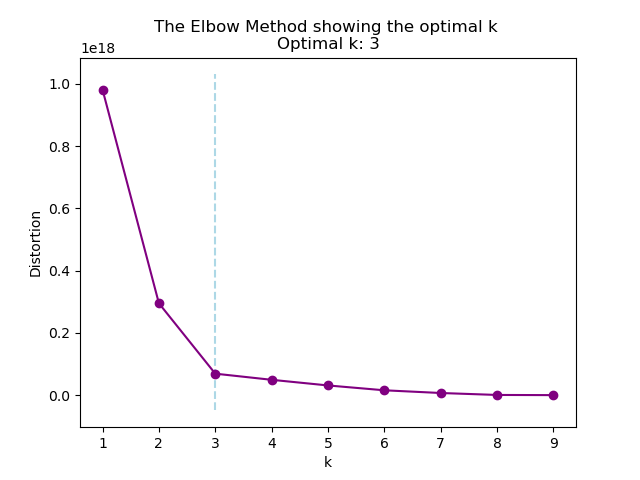 The Elbow Method showing the optimal k
Optimal k: 3
1e18
1.0
0.8
0.6
0.4
0.2
0.0
Distortion
1 2 3 4 5 6 7 8 9
k